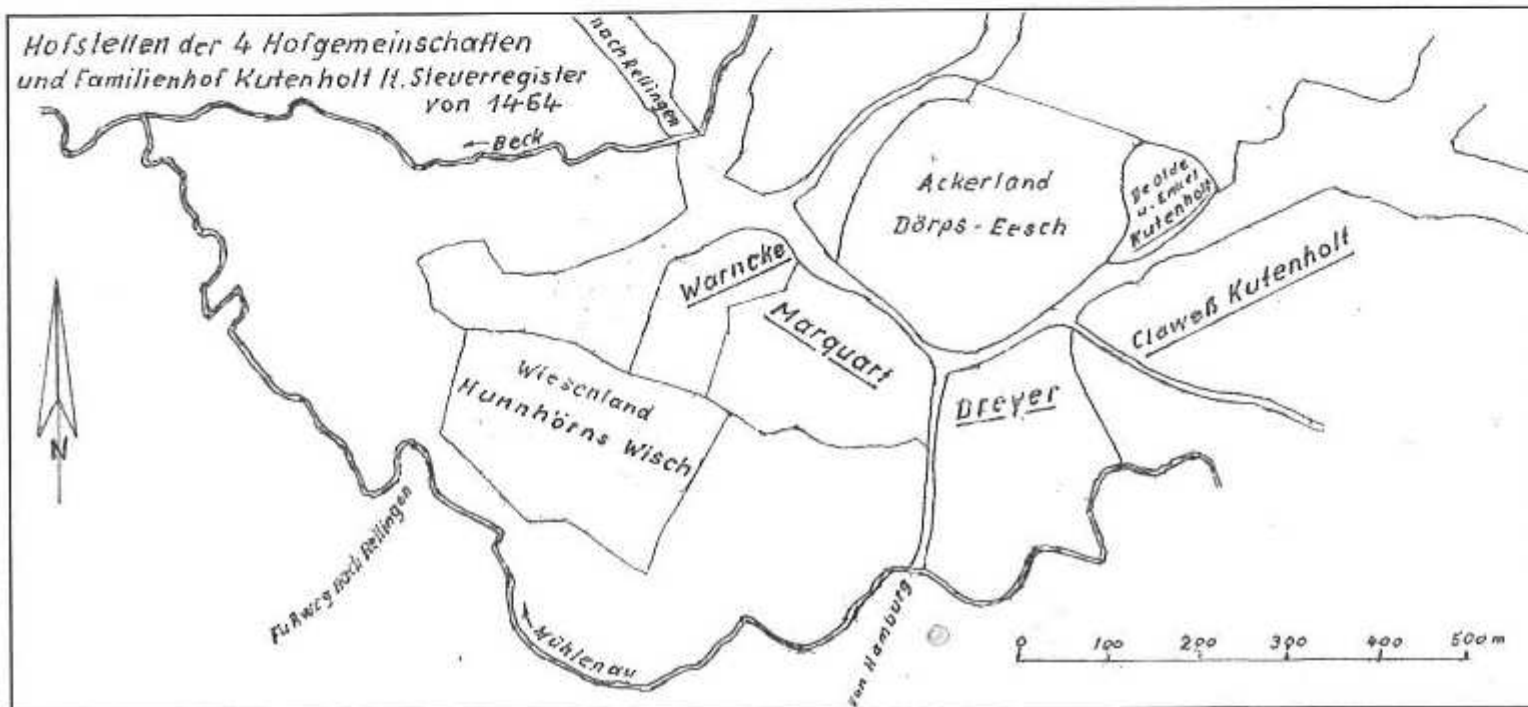 Hofstellen der 4 Hofgemeinschaften
und Familienhof Kutenholt lt. Steuerregister
von 1464
nach Rellingen
← Beck
Ackerland
Dörps-Eesch
De Olde
u. Enkel
Kutenholt
Warncke
Marquart
Claweß Kutenholt
Wiesenland
Hunnhörns Wisch
Dreyer
N
Fußweg nach Rellingen
Mühlenau
von Hamburg
0 100 200 300 400 500 m